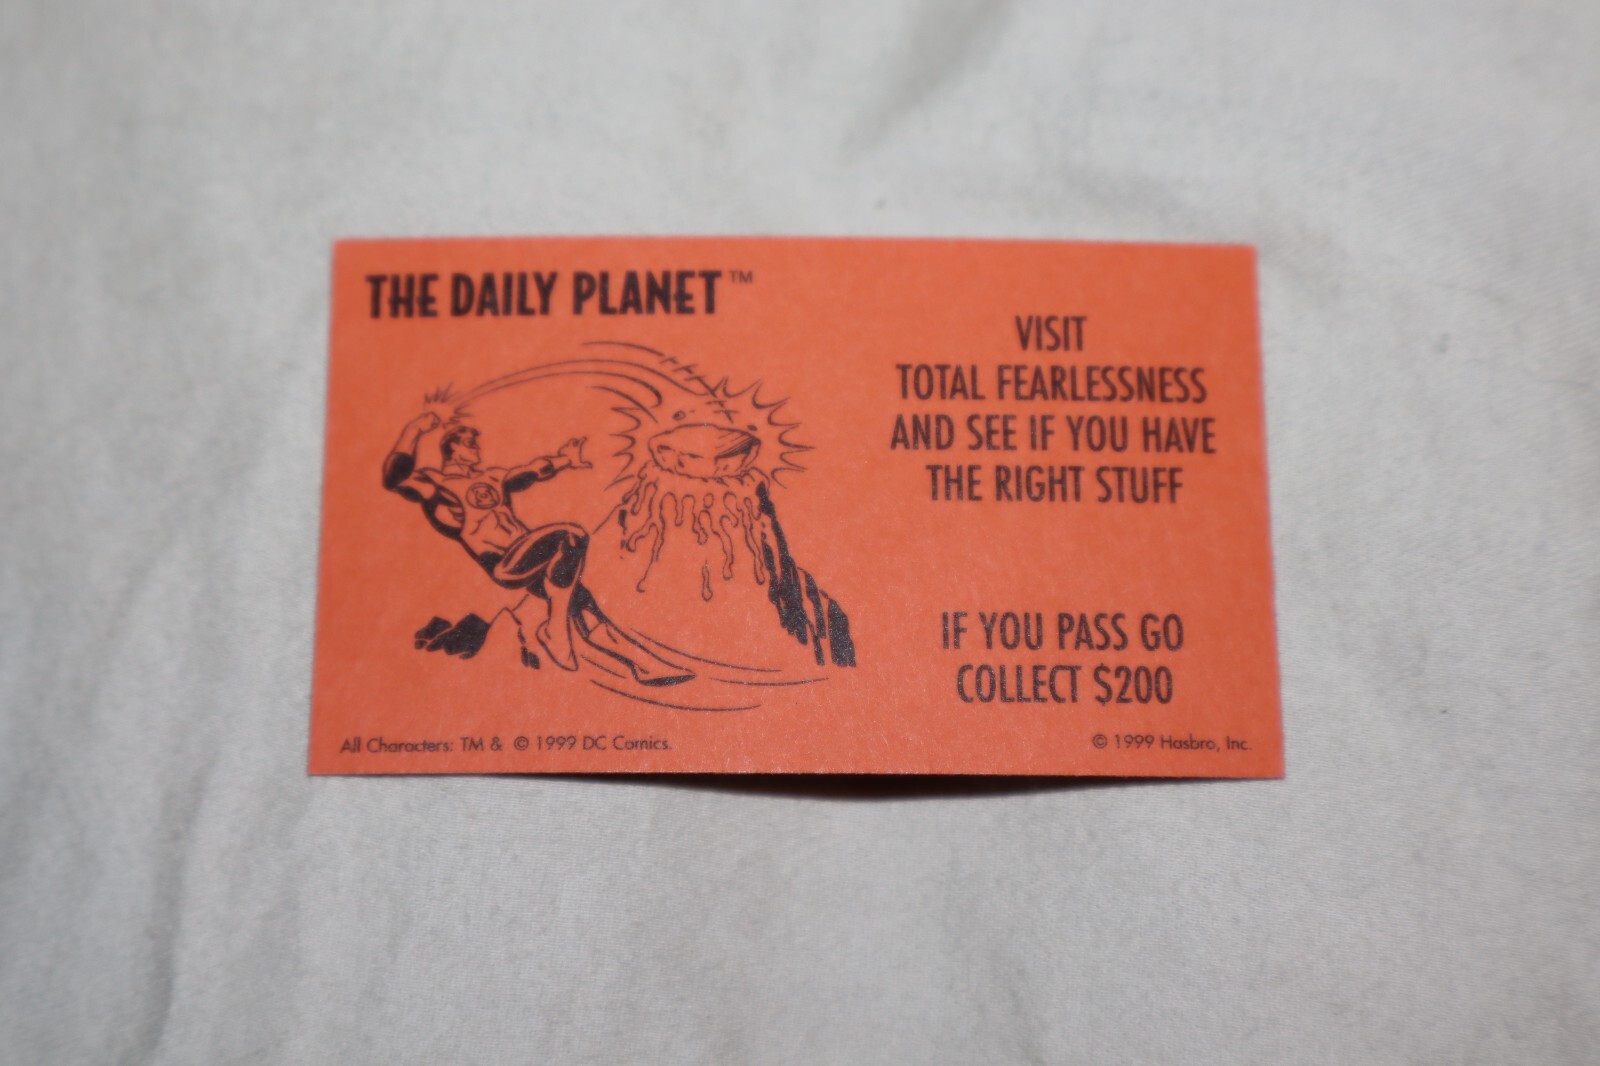 THE DAILY PLANET™
VISIT
TOTAL FEARLESSNESS
AND SEE IF YOU HAVE
THE RIGHT STUFF
IF YOU PASS GO
COLLECT $200
All Characters: TM & © 1999 DC Comics.
© 1999 Hasbro, Inc.